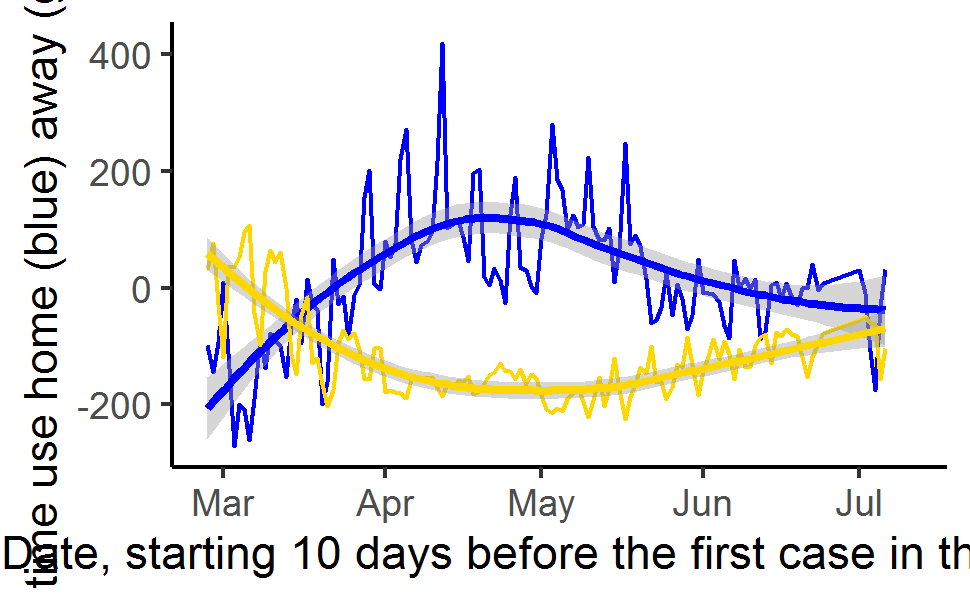 time use home (blue) away (
400
200
0
-200
Mar Apr May Jun Jul
Date, starting 10 days before the first case in th